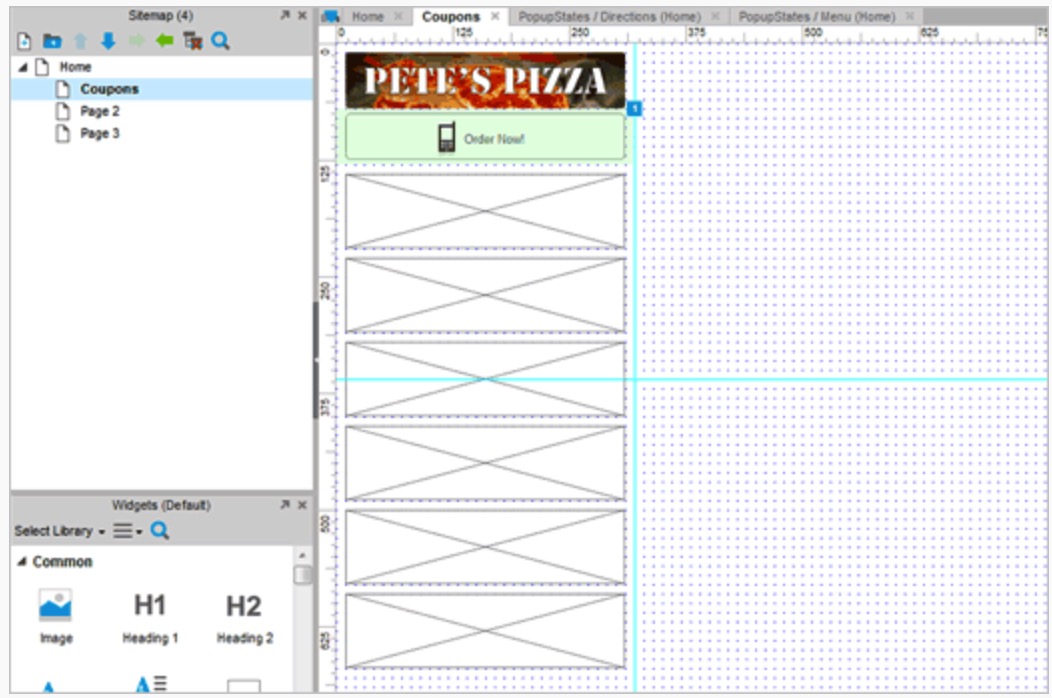 Sitemap (4)
Home
Coupons
Page 2
Page 3
Widgets (Default)
Select Library
Common
Image
H1
Heading 1
H2
Heading 2
A
Home
Coupons
PopupStates / Directions (Home)
PopupStates / Menu (Home)
0 125 250 375 500 625 75
0
125
250
375
500
625
PETE'S PIZZA
1
Order Now!